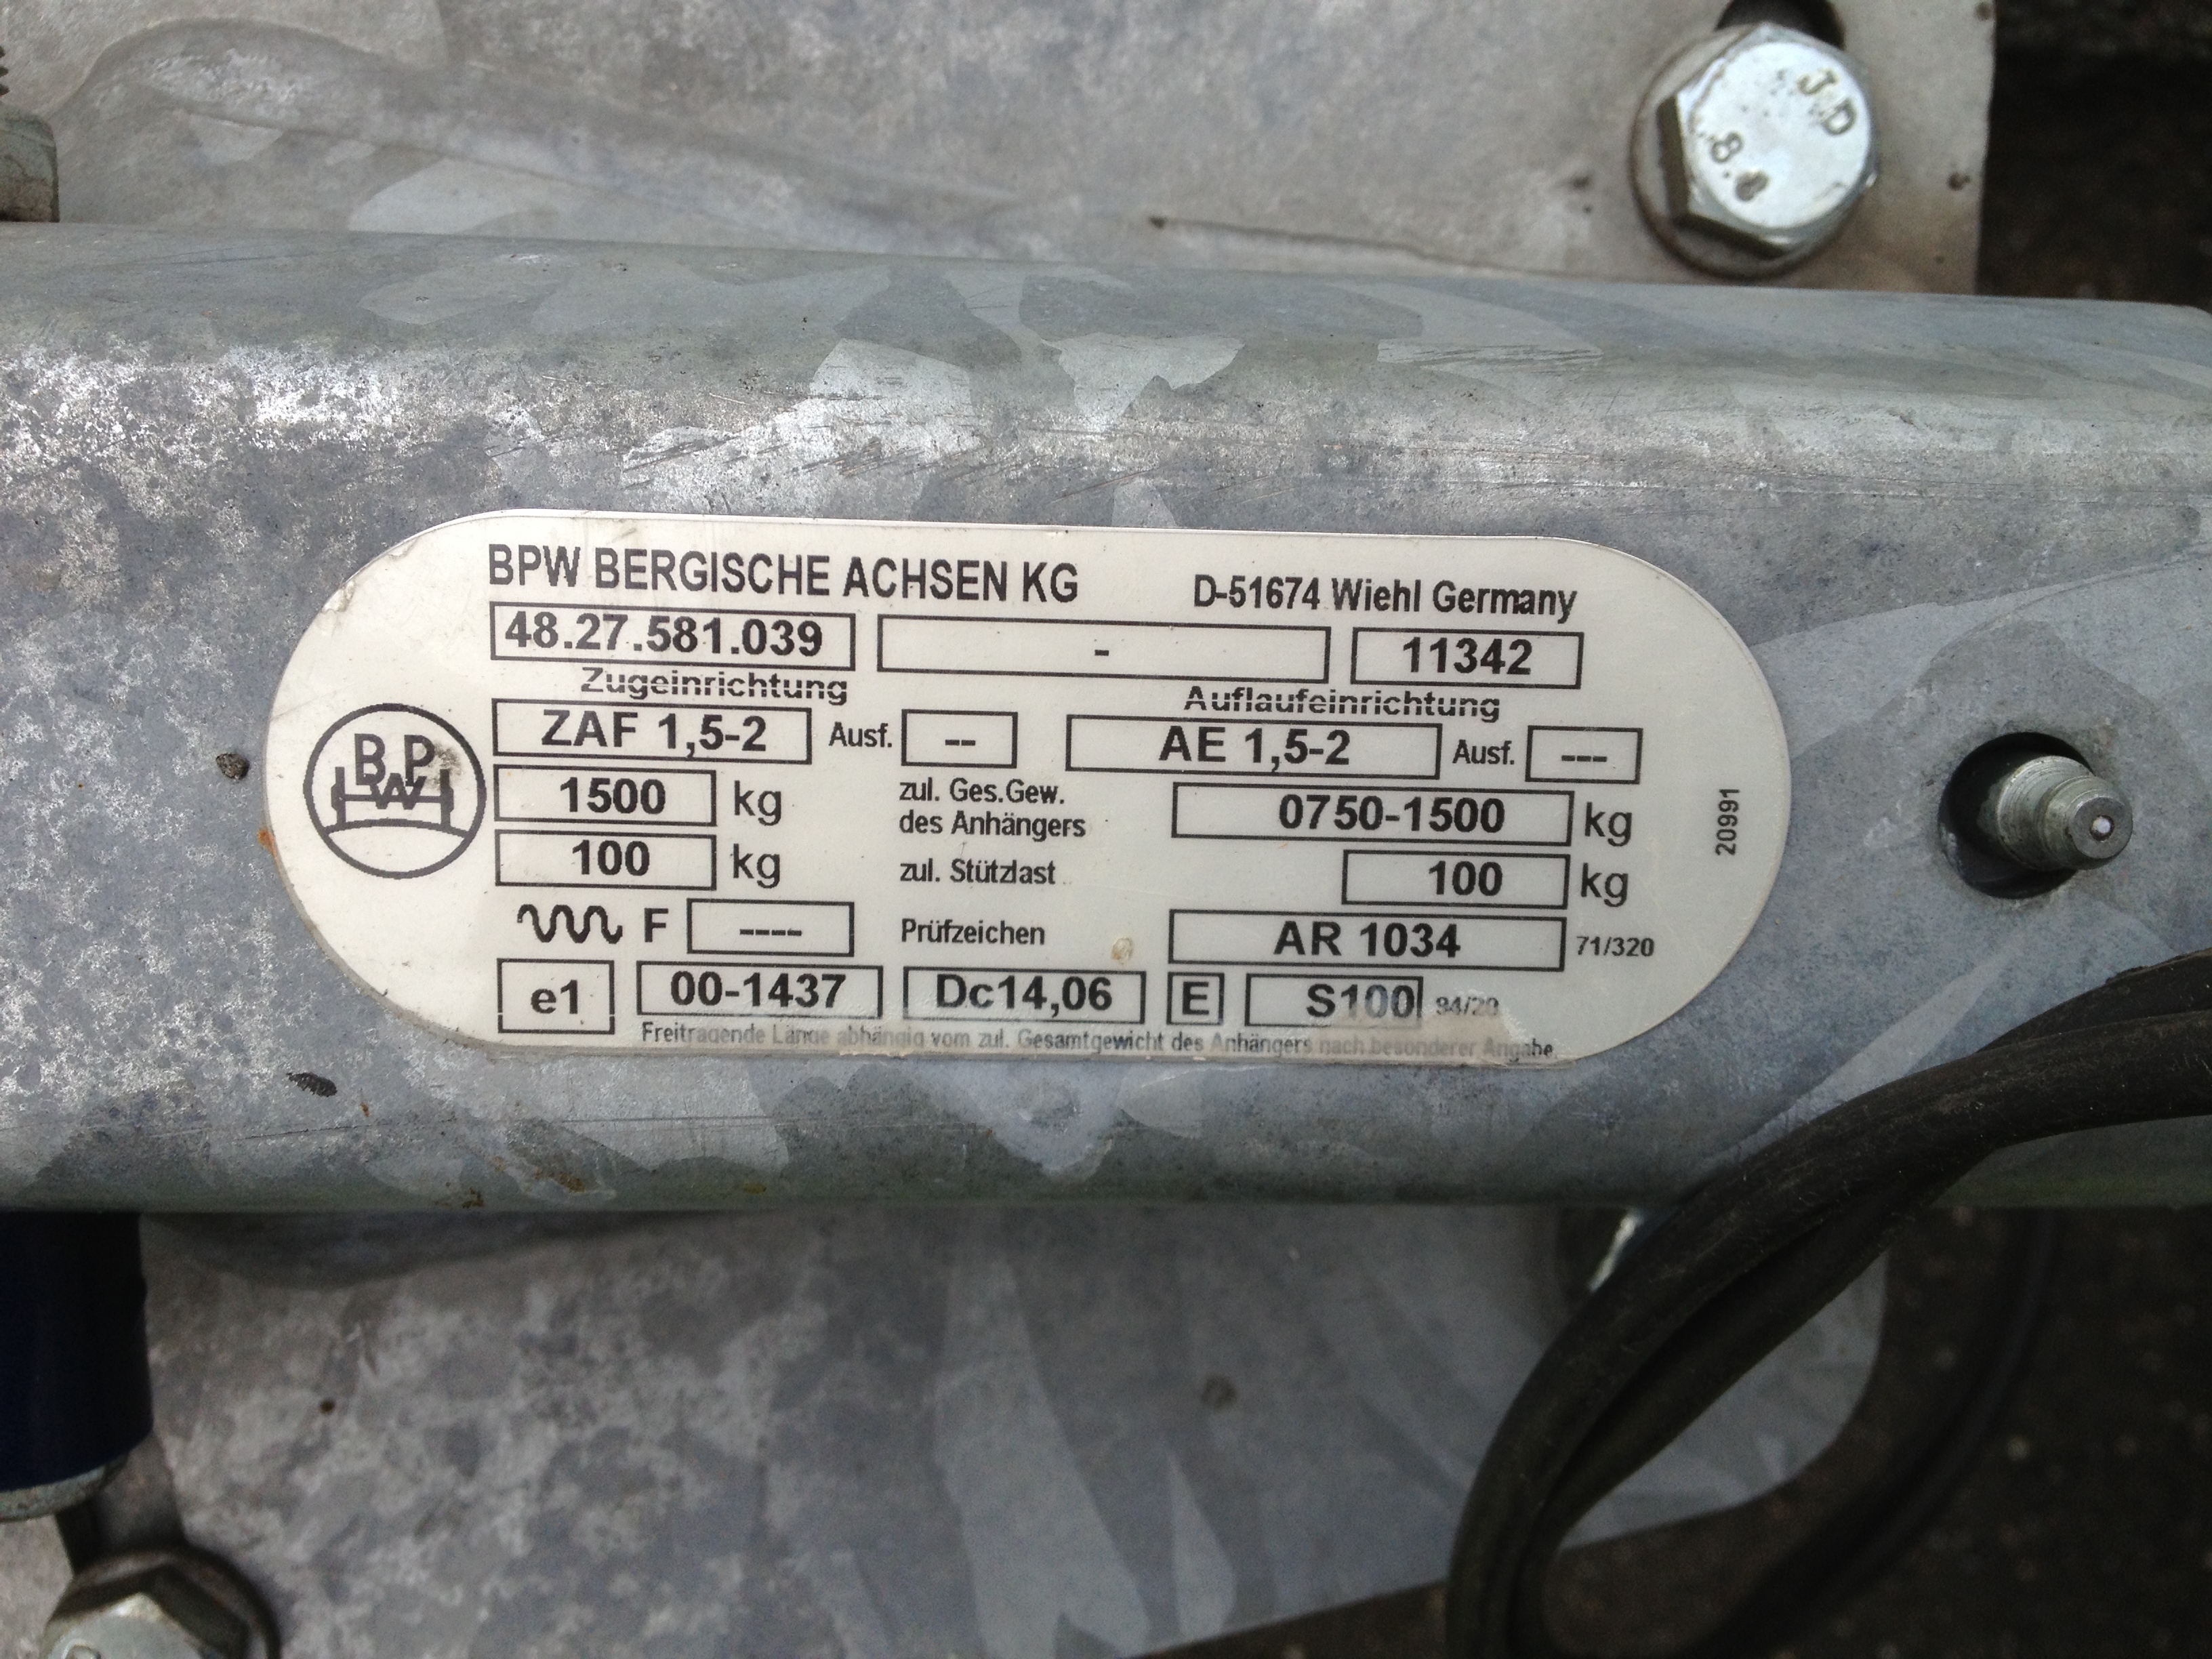 J.D
8.8
BPW BERGISCHE ACHSEN KG D-51674 Wiehl Germany
48.27.581.039 - 11342
Zugeinrichtung Auflaufeinrichtung
ZAF 1,5-2 Ausf. -- AE 1,5-2 Ausf. ---
BPW
1500 kg zul. Ges.Gew. des Anhängers 0750-1500 kg
100 kg zul. Stützlast 100 kg
20991
F ---- Prüfzeichen AR 1034 71/320
e1 00-1437 Dc14,06 E S100 94/20
Freitragende Länge abhängig vom zul. Gesamtgewicht des Anhängers nach besonderer Angabe